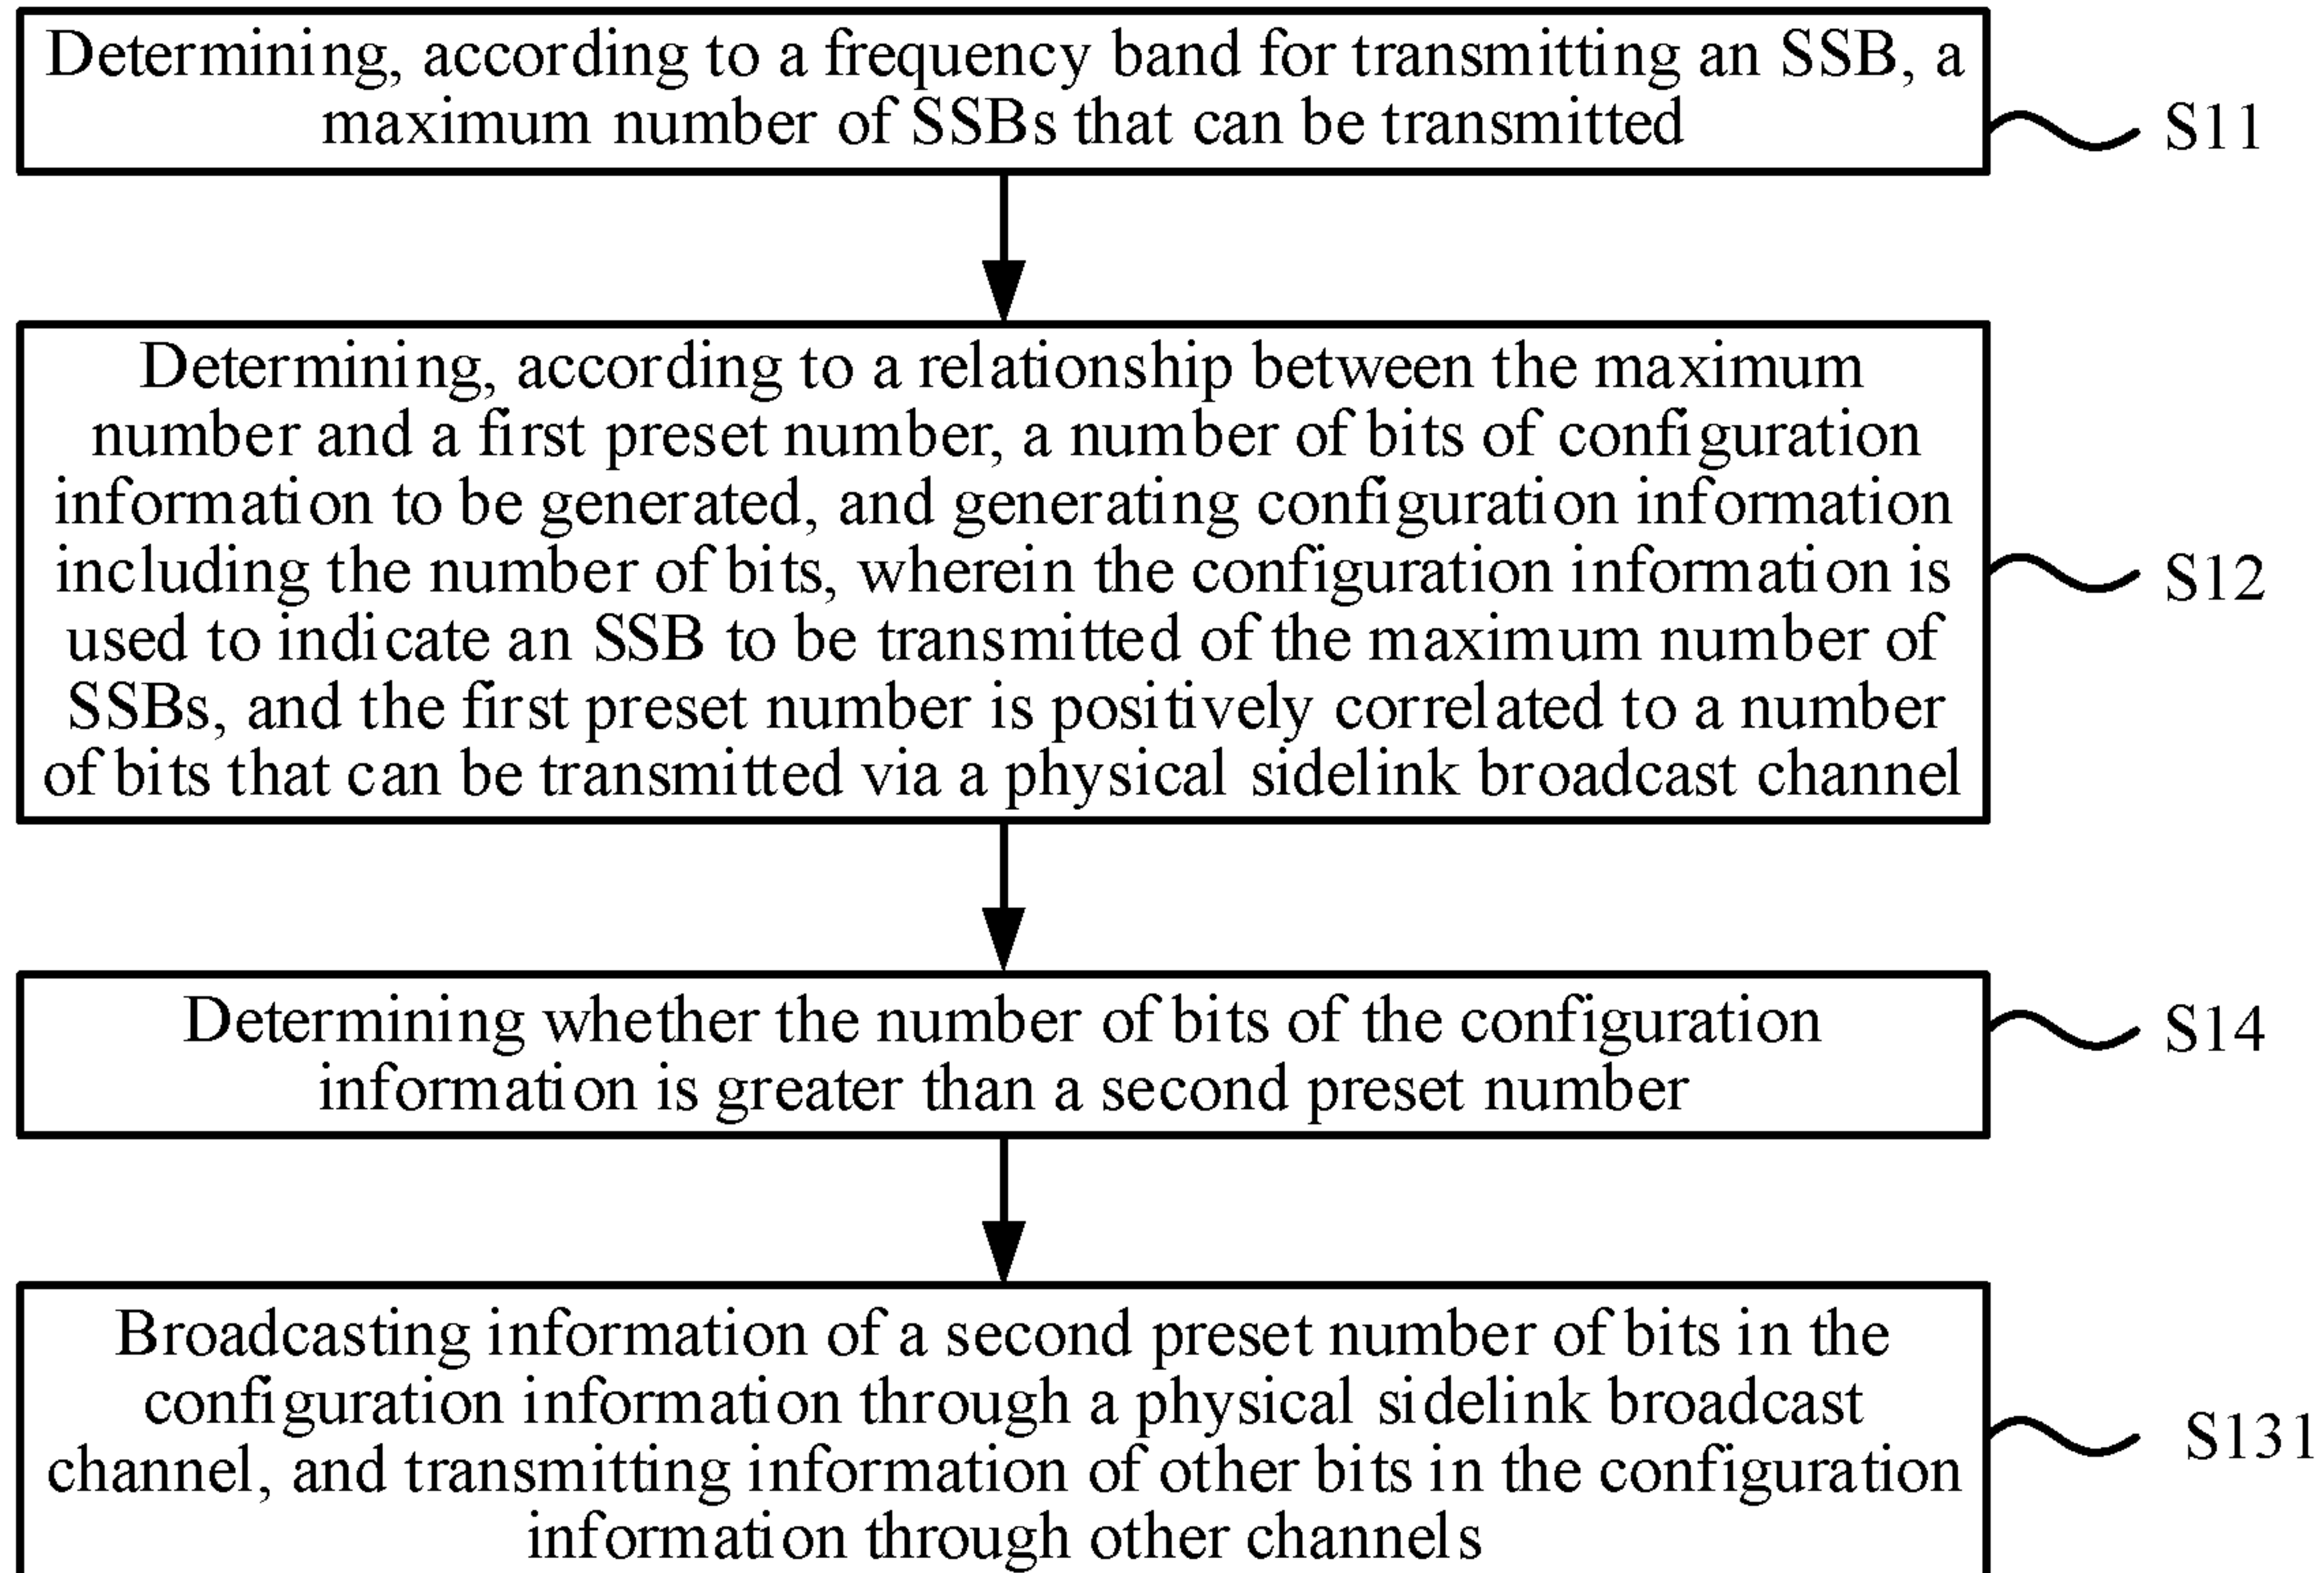 Determining, according to a frequency band for transmitting an SSB, a
maximum number of SSBs that can be transmitted
S11
Determining, according to a relationship between the maximum
number and a first preset number, a number of bits of configuration
information to be generated, and generating configuration information
including the number of bits, wherein the configuration information is
used to indicate an SSB to be transmitted of the maximum number of
SSBs, and the first preset number is positively correlated to a number
of bits that can be transmitted via a physical sidelink broadcast channel
S12
Determining whether the number of bits of the configuration
information is greater than a second preset number
S14
Broadcasting information of a second preset number of bits in the
configuration information through a physical sidelink broadcast
channel, and transmitting information of other bits in the configuration
information through other channels
S131